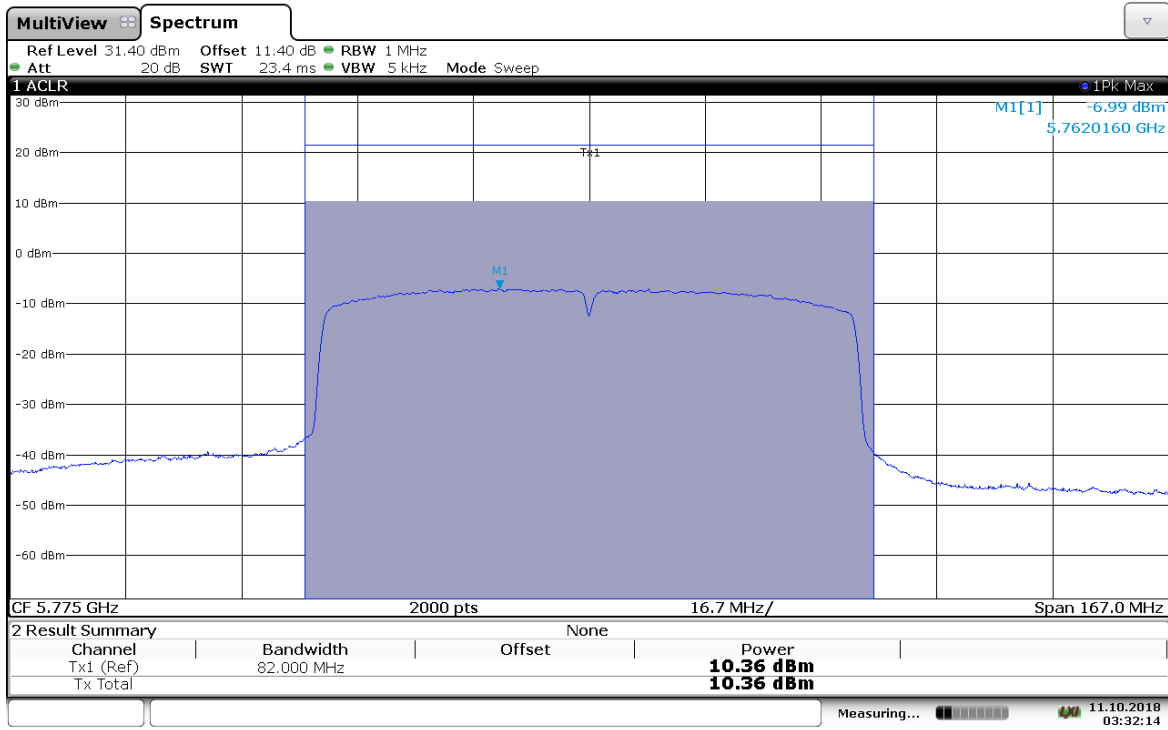 MultiView Spectrum
Ref Level 31.40 dBm Offset 11.40 dB RBW 1 MHz
Att 20 dB SWT 23.4 ms VBW 5 kHz Mode Sweep
1 ACLR 1Pk Max
M1[1] -6.99 dBm
5.7620160 GHz
30 dBm
20 dBm
Tx1
10 dBm
0 dBm
M1
-10 dBm
-20 dBm
-30 dBm
-40 dBm
-50 dBm
-60 dBm
CF 5.775 GHz 2000 pts 16.7 MHz/ Span 167.0 MHz
2 Result Summary None
Channel Bandwidth Offset Power
Tx1 (Ref) 82.000 MHz 10.36 dBm
Tx Total 10.36 dBm
Measuring... LXI 11.10.2018
03:32:14